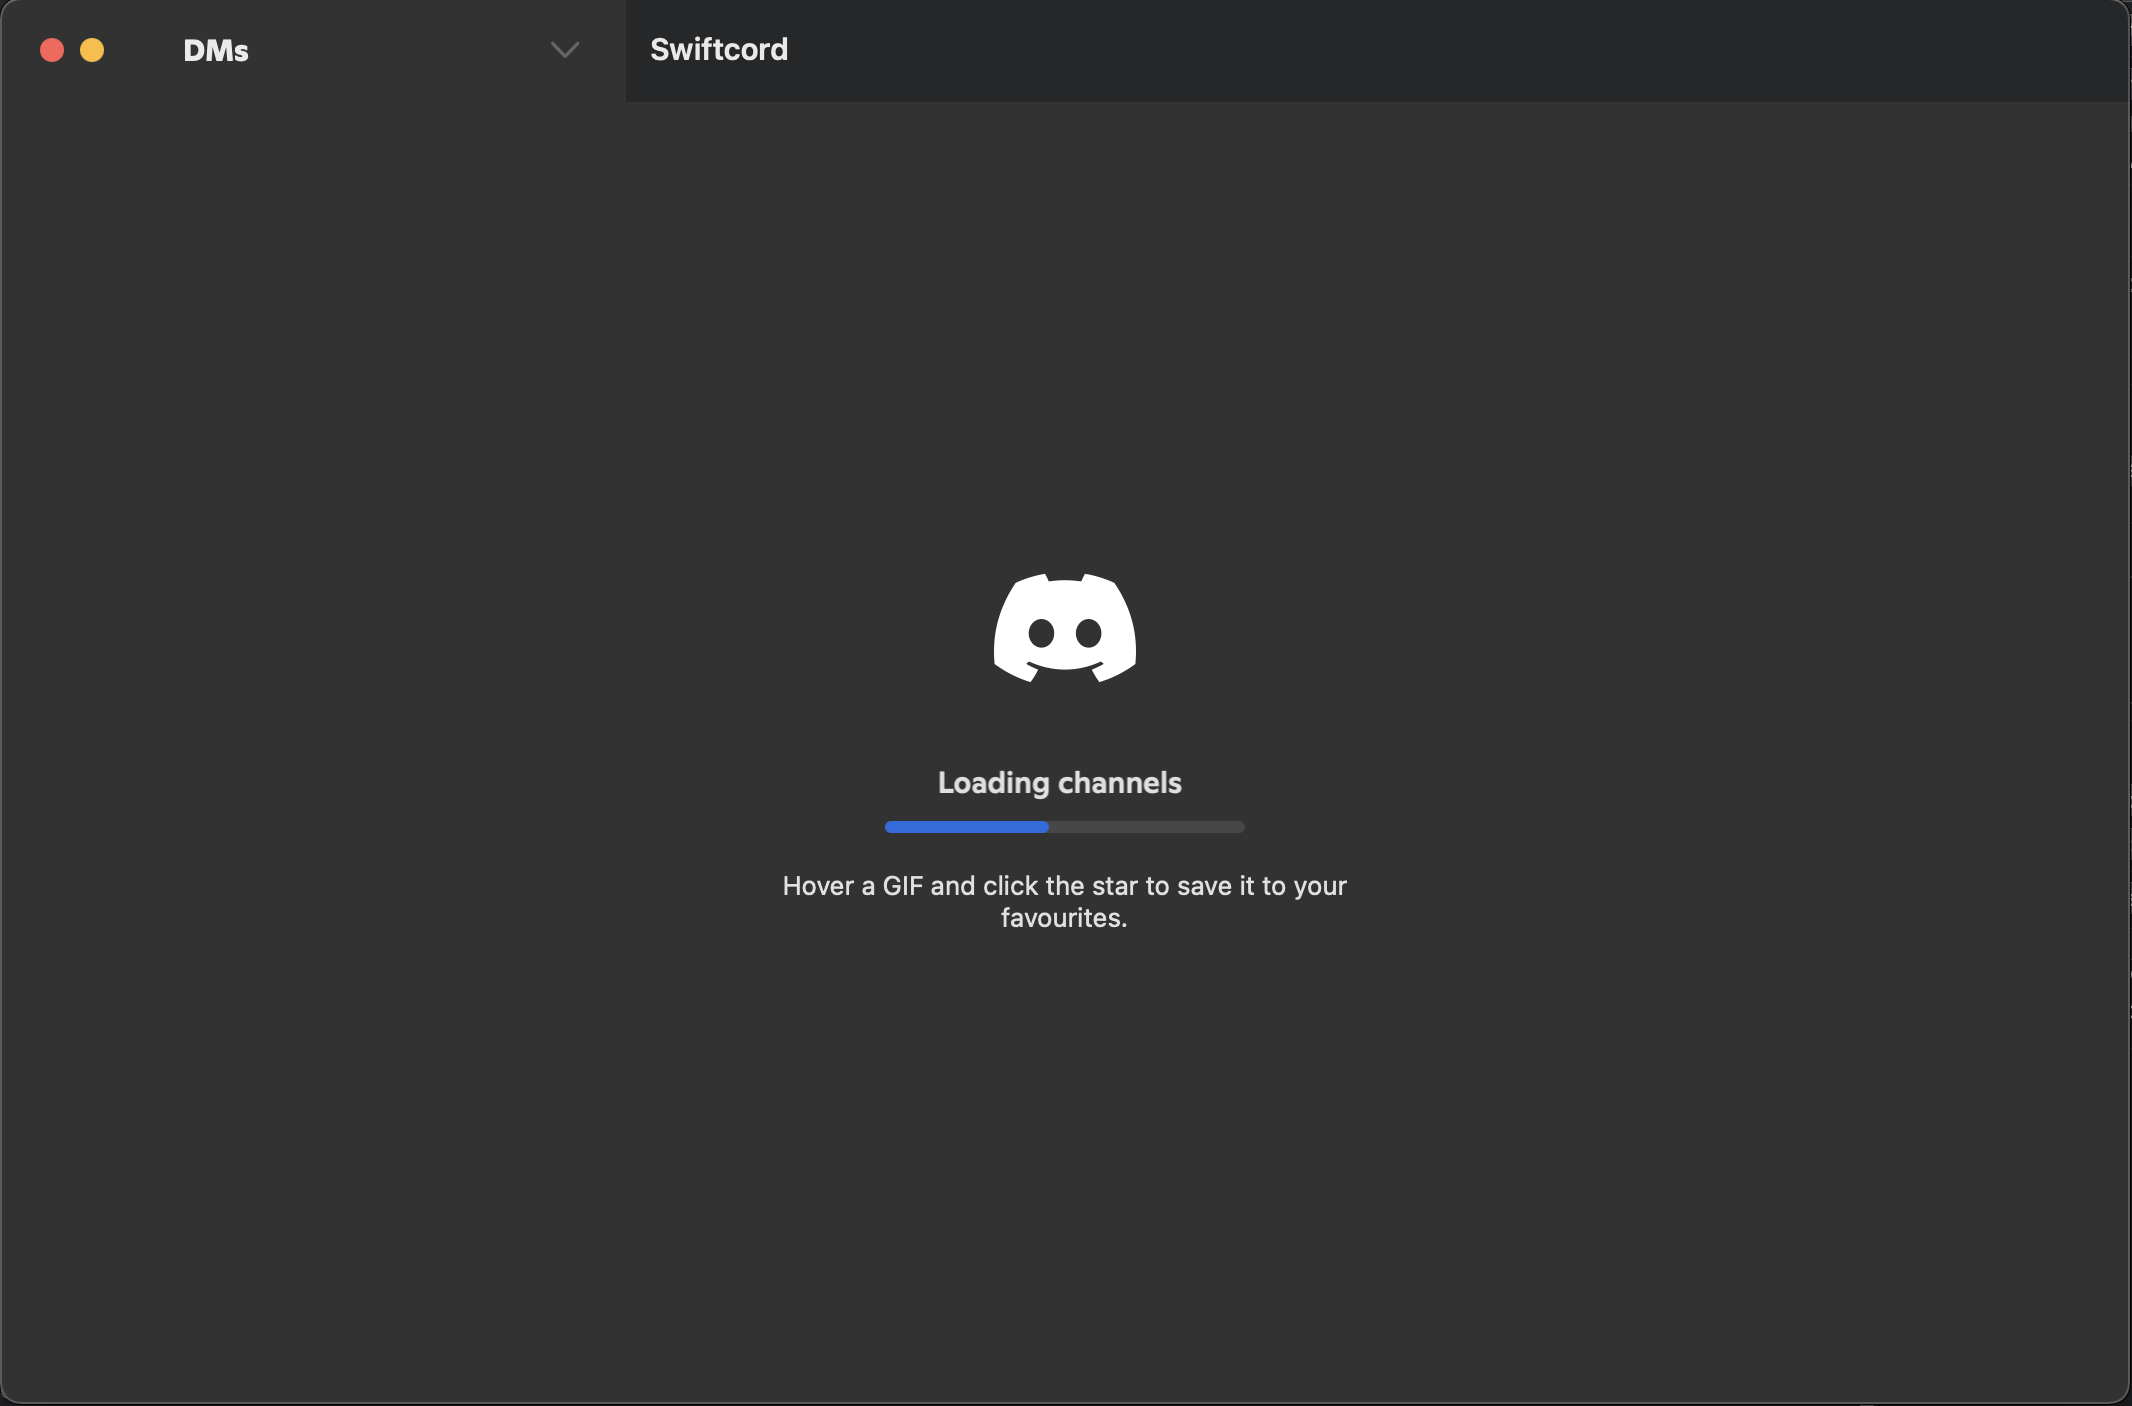 DMs
Swiftcord
Loading channels
Hover a GIF and click the star to save it to your
favourites.